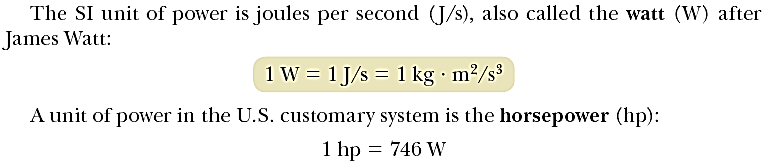 The SI unit of power is joules per second (J/s), also called the watt (W) after
James Watt:
1 W = 1 J/s = 1 kg · m²/s³
A unit of power in the U.S. customary system is the horsepower (hp):
1 hp = 746 W